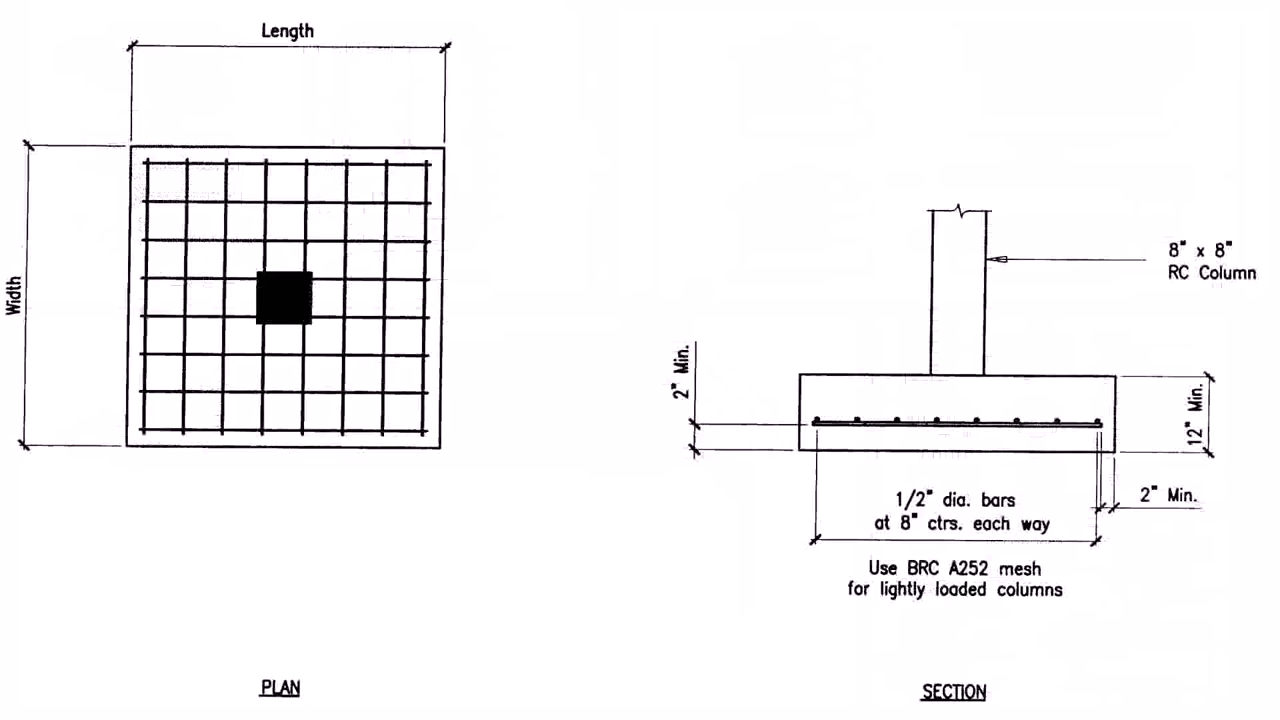 Length
Width
PLAN
8" x 8"
RC Column
2" Min.
12" Min.
2" Min.
1/2" dia. bars
at 8" ctrs. each way
Use BRC A252 mesh
for lightly loaded columns
SECTION